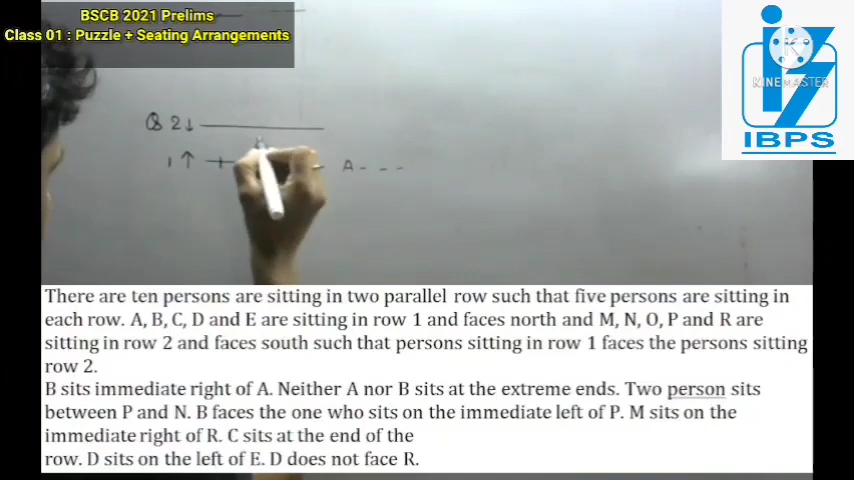 BSCB 2021 Prelims
Class 01 : Puzzle + Seating Arrangements
KINEMASTER
IBPS
2↓
1↑
A - - -
There are ten persons are sitting in two parallel row such that five persons are sitting in
each row. A, B, C, D and E are sitting in row 1 and faces north and M, N, O, P and R are
sitting in row 2 and faces south such that persons sitting in row 1 faces the persons sitting
row 2.
B sits immediate right of A. Neither A nor B sits at the extreme ends. Two person sits
between P and N. B faces the one who sits on the immediate left of P. M sits on the
immediate right of R. C sits at the end of the
row. D sits on the left of E. D does not face R.